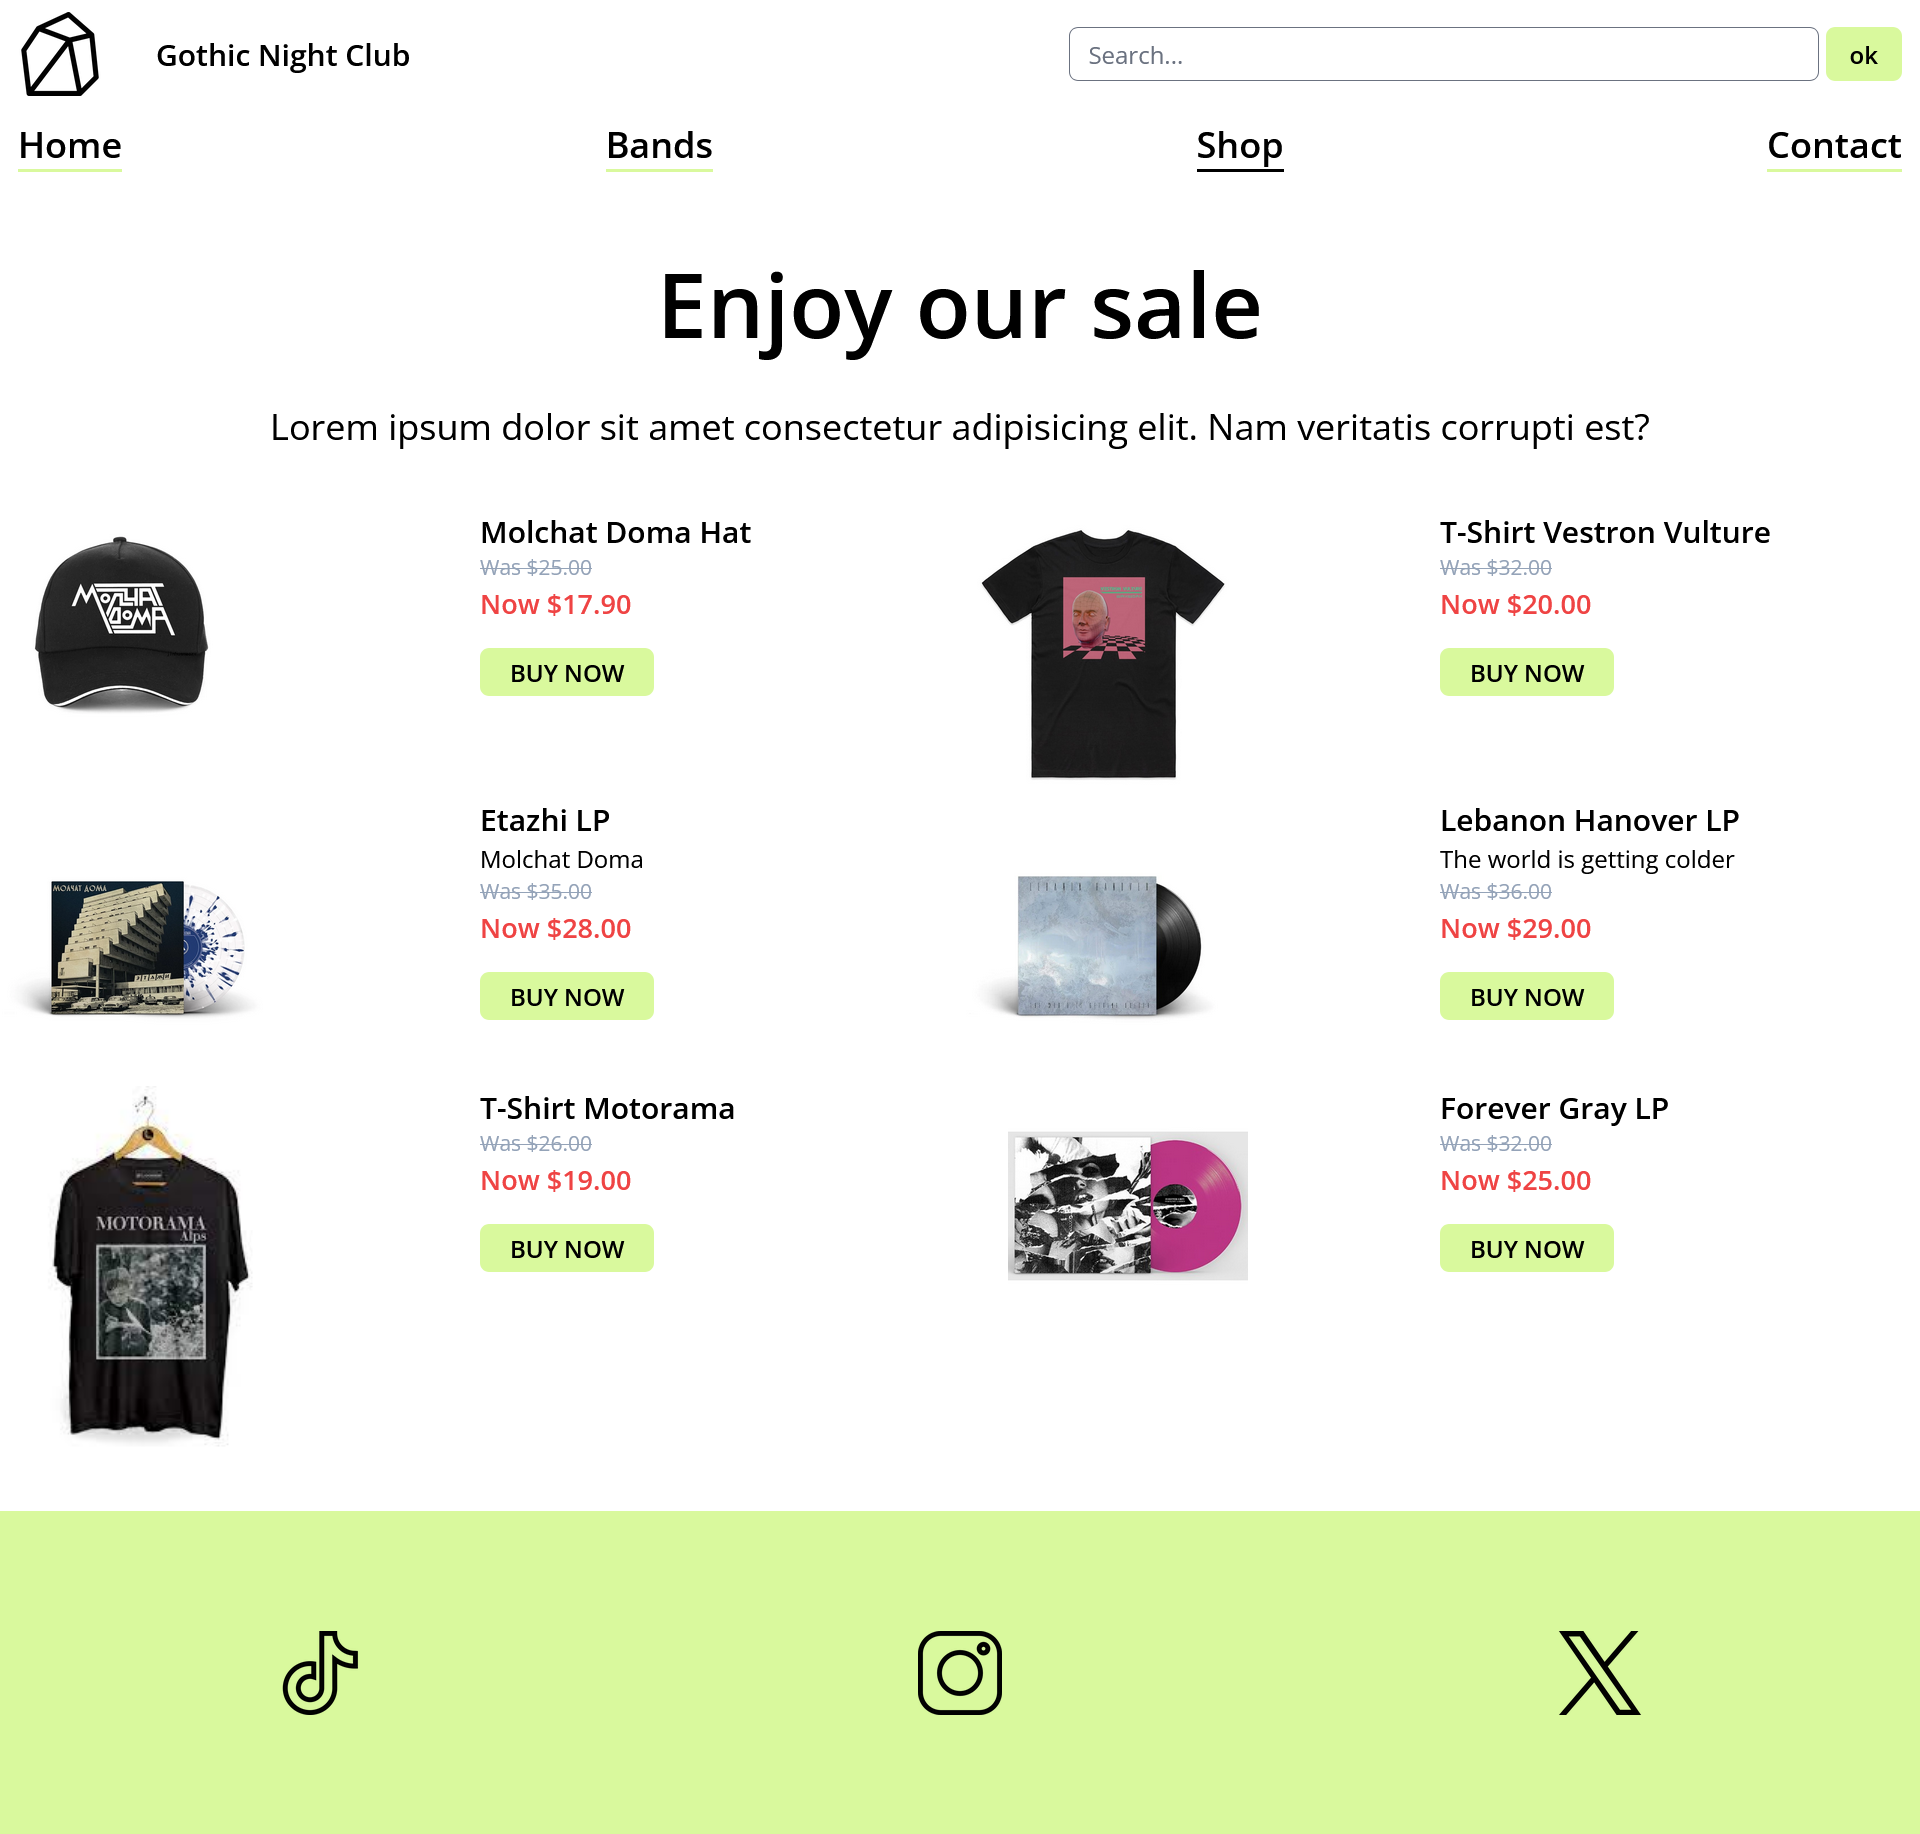 Gothic Night Club
Search...
ok
Home
Bands
Shop
Contact
Enjoy our sale
Lorem ipsum dolor sit amet consectetur adipisicing elit. Nam veritatis corrupti est?
МОЛЧАТ
ДОМА
Molchat Doma Hat
Was $25.00
Now $17.90
BUY NOW
T-Shirt Vestron Vulture
Was $32.00
Now $20.00
BUY NOW
МОЛЧАТ ДОМА
ЭТАЖИ
Etazhi LP
Molchat Doma
Was $35.00
Now $28.00
BUY NOW
Lebanon Hanover LP
The world is getting colder
Was $36.00
Now $29.00
BUY NOW
MOTORAMA
Alps
T-Shirt Motorama
Was $26.00
Now $19.00
BUY NOW
Forever Gray LP
Was $32.00
Now $25.00
BUY NOW